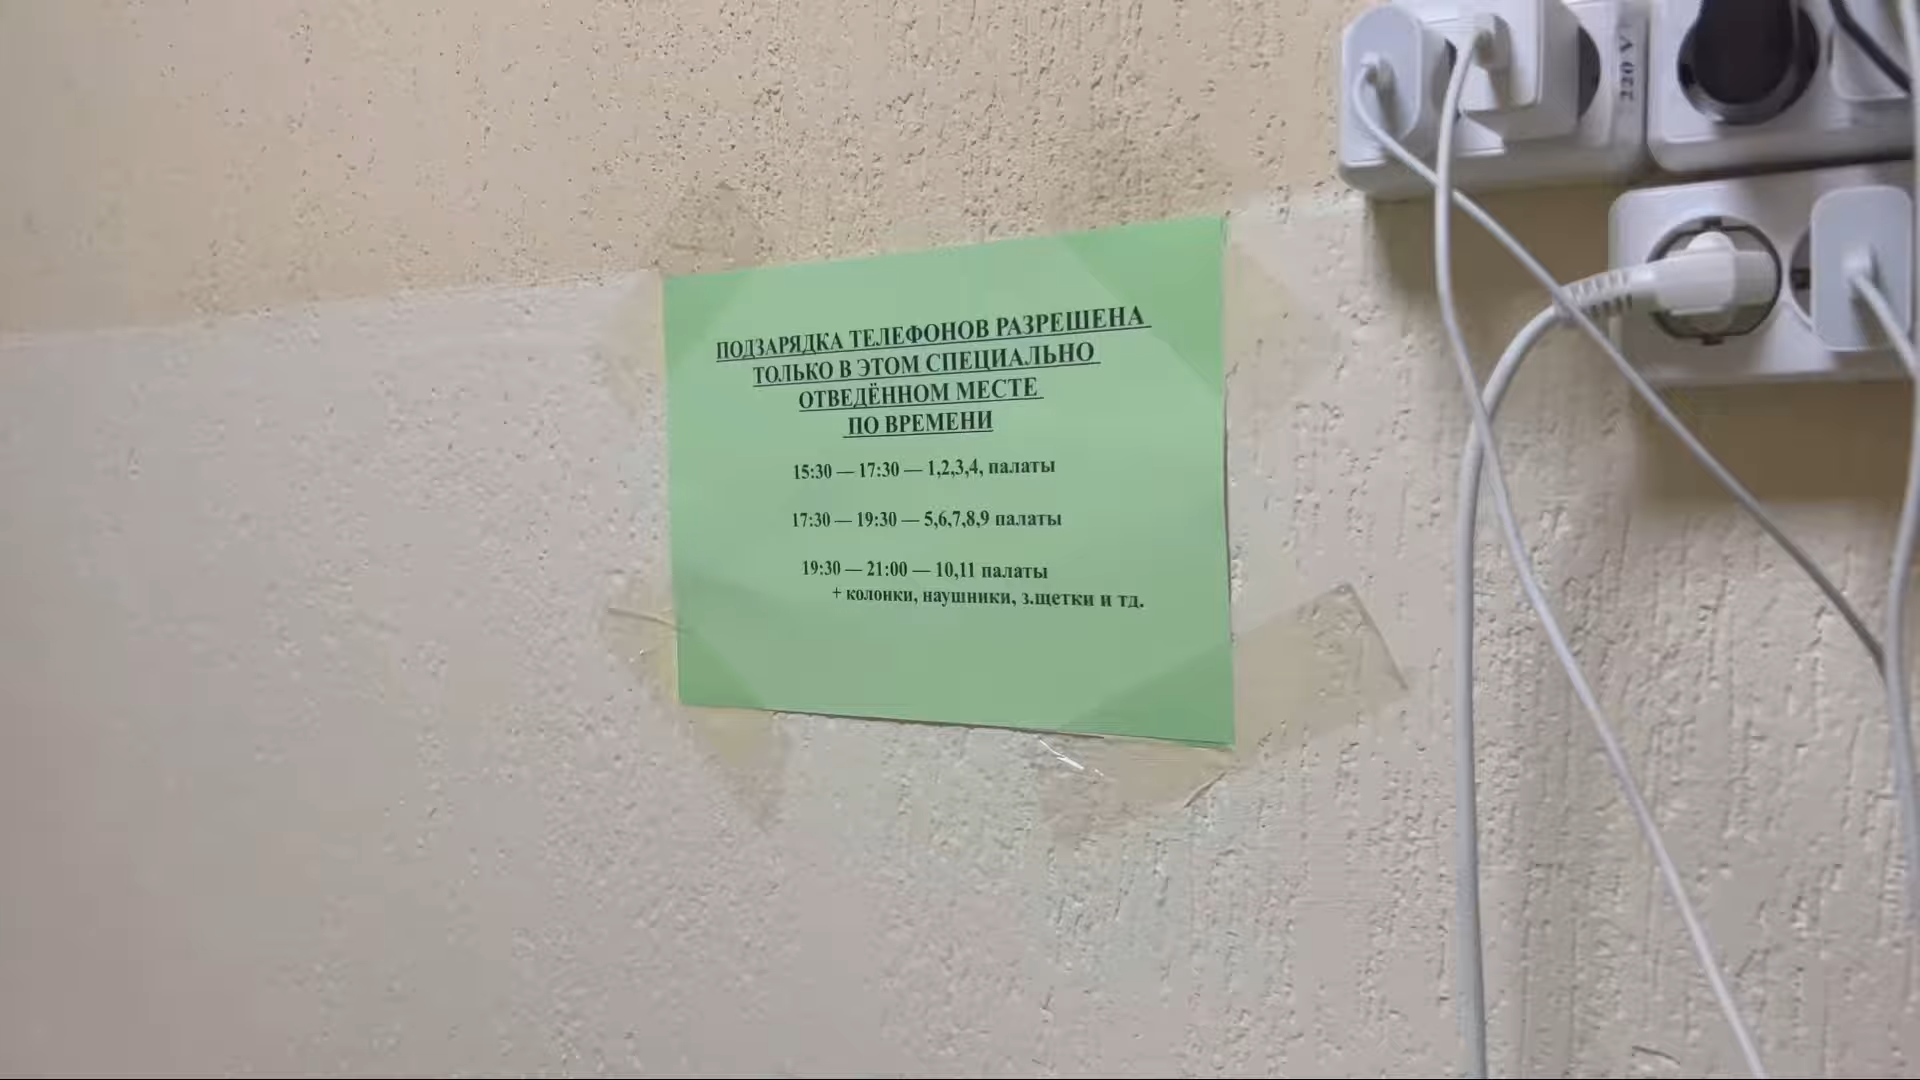 ПОДЗАРЯДКА ТЕЛЕФОНОВ РАЗРЕШЕНА
ТОЛЬКО В ЭТОМ СПЕЦИАЛЬНО
ОТВЕДЁННОМ МЕСТЕ
ПО ВРЕМЕНИ
15:30 — 17:30 — 1,2,3,4, палаты
17:30 — 19:30 — 5,6,7,8,9 палаты
19:30 — 21:00 — 10,11 палаты
+ колонки, наушники, з.щетки и тд.
220 V